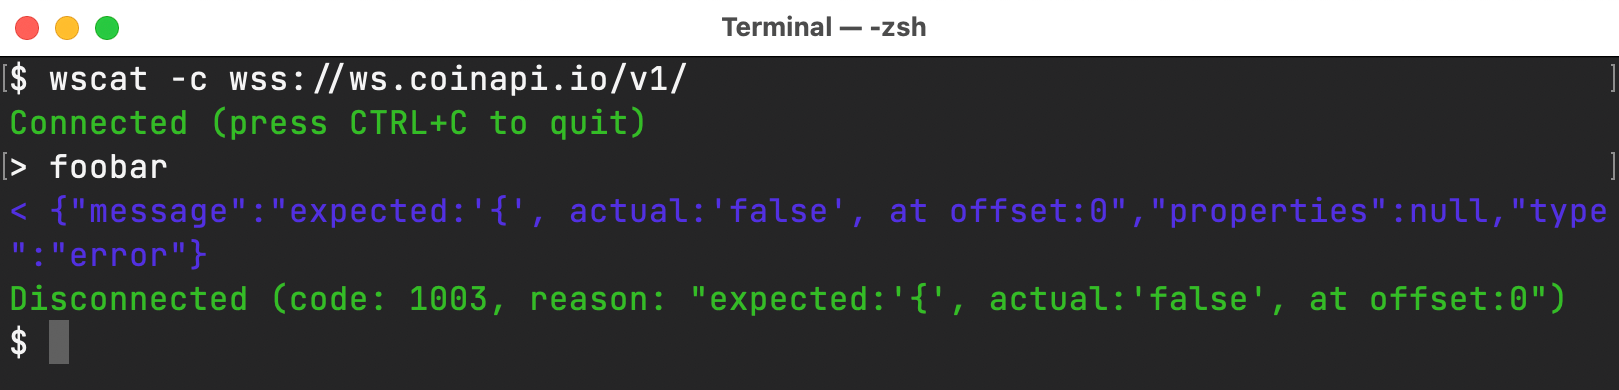 Terminal — -zsh
[$ wscat -c wss://ws.coinapi.io/v1/ ]
Connected (press CTRL+C to quit)
[> foobar ]
< {"message":"expected:'{', actual:'false', at offset:0","properties":null,"type
":"error"}
Disconnected (code: 1003, reason: "expected:'{', actual:'false', at offset:0")
$